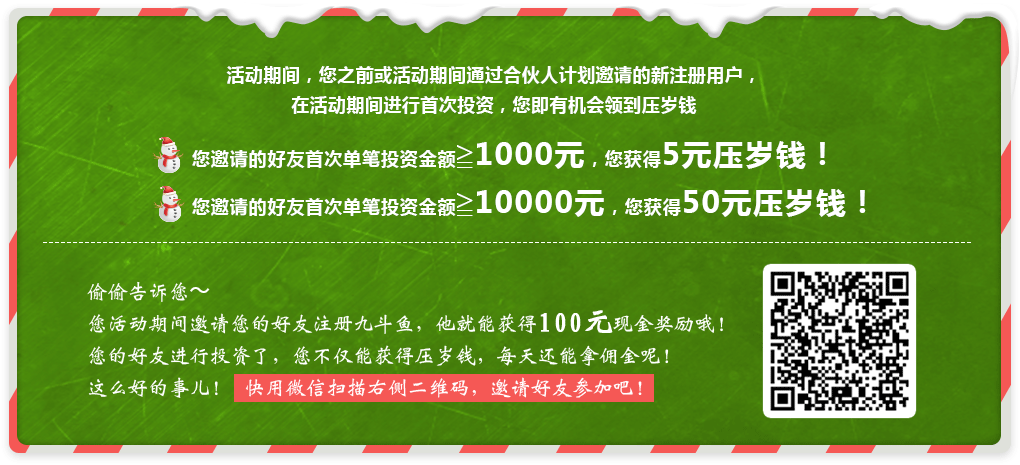 活动期间，您之前或活动期间通过合伙人计划邀请的新注册用户，
在活动期间进行首次投资，您即有机会领到压岁钱
您邀请的好友首次单笔投资金额≧1000元，您获得5元压岁钱！
您邀请的好友首次单笔投资金额≧10000元，您获得50元压岁钱！
偷偷告诉您～
您活动期间邀请您的好友注册九斗鱼，他就能获得100元现金奖励哦！
您的好友进行投资了，您不仅能获得压岁钱，每天还能拿佣金呢！
这么好的事儿！ 快用微信扫描右侧二维码，邀请好友参加吧！